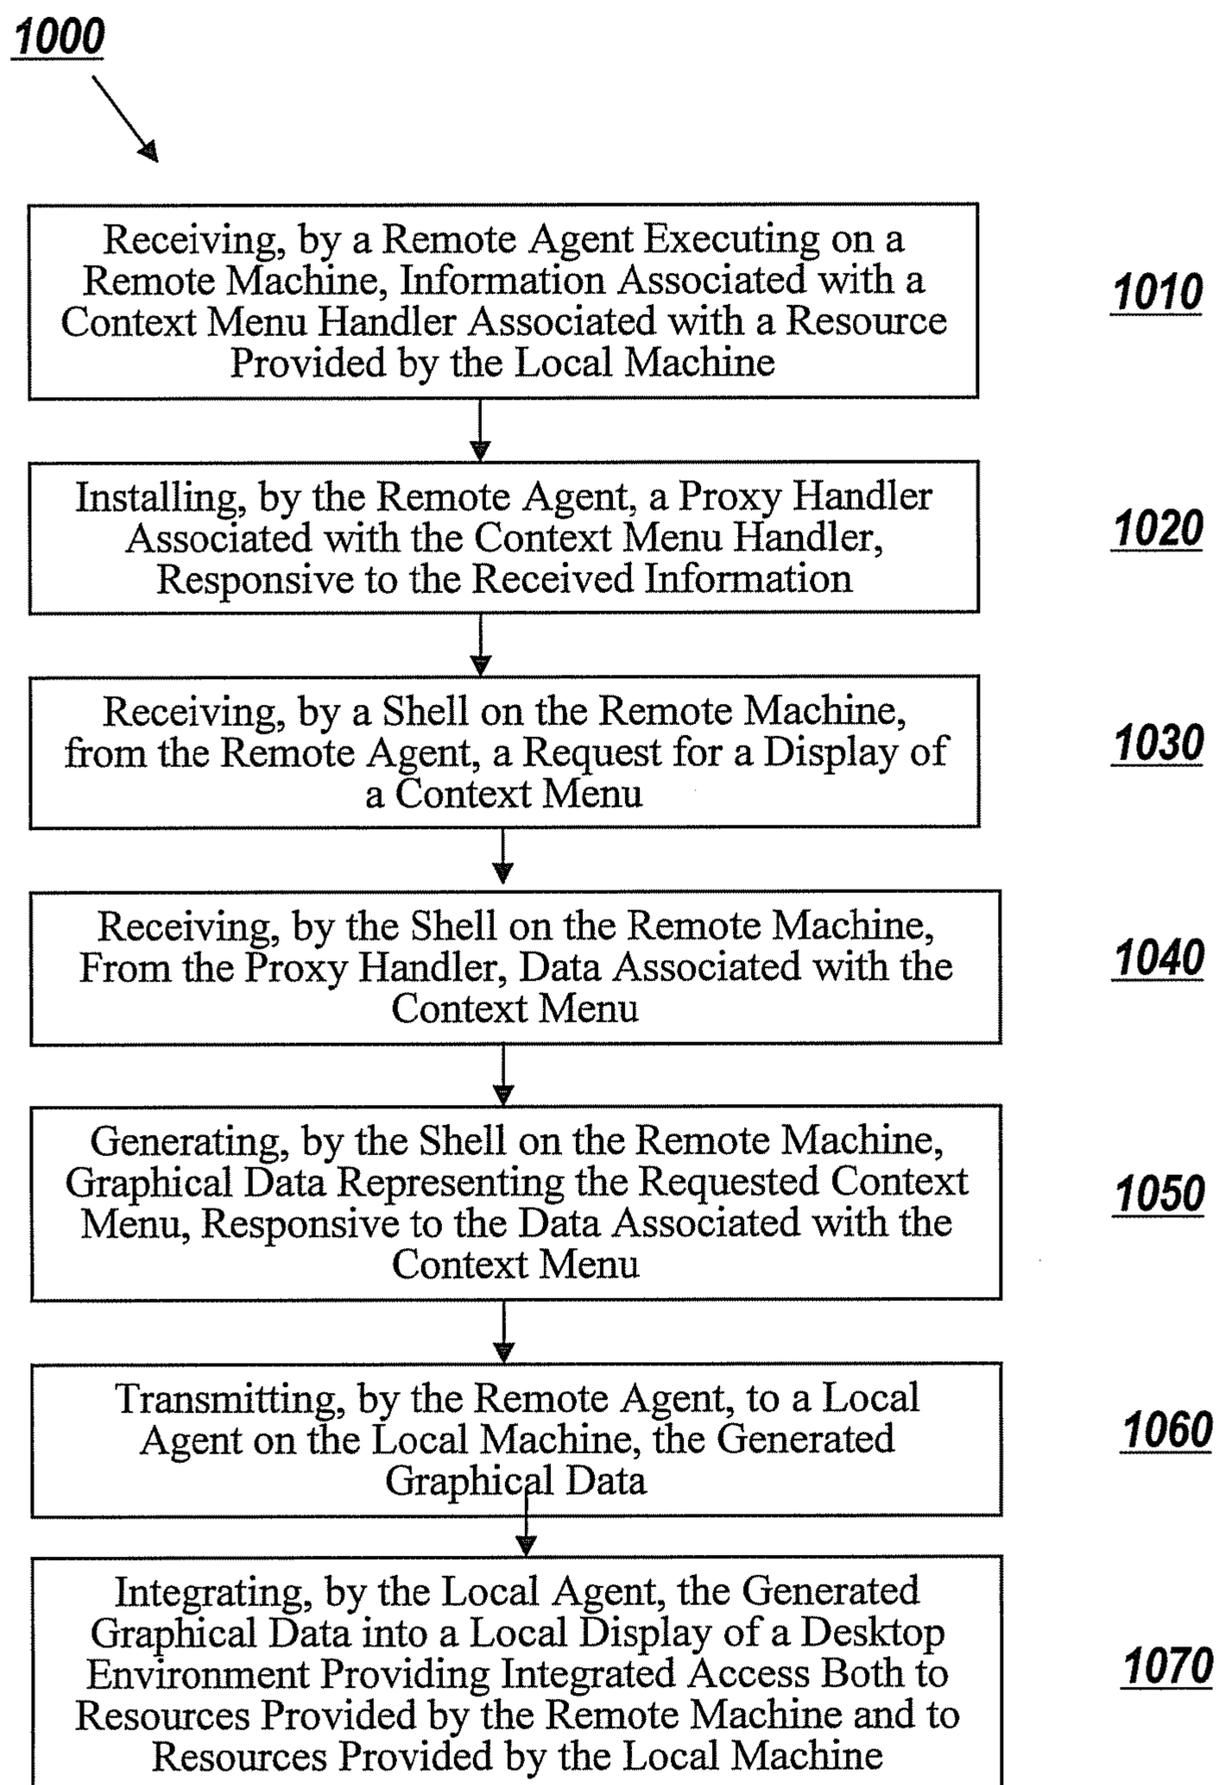 1000
Receiving, by a Remote Agent Executing on a
Remote Machine, Information Associated with a
Context Menu Handler Associated with a Resource
Provided by the Local Machine
1010
Installing, by the Remote Agent, a Proxy Handler
Associated with the Context Menu Handler,
Responsive to the Received Information
1020
Receiving, by a Shell on the Remote Machine,
from the Remote Agent, a Request for a Display of
a Context Menu
1030
Receiving, by the Shell on the Remote Machine,
From the Proxy Handler, Data Associated with the
Context Menu
1040
Generating, by the Shell on the Remote Machine,
Graphical Data Representing the Requested Context
Menu, Responsive to the Data Associated with the
Context Menu
1050
Transmitting, by the Remote Agent, to a Local
Agent on the Local Machine, the Generated
Graphical Data
1060
Integrating, by the Local Agent, the Generated
Graphical Data into a Local Display of a Desktop
Environment Providing Integrated Access Both to
Resources Provided by the Remote Machine and to
Resources Provided by the Local Machine
1070